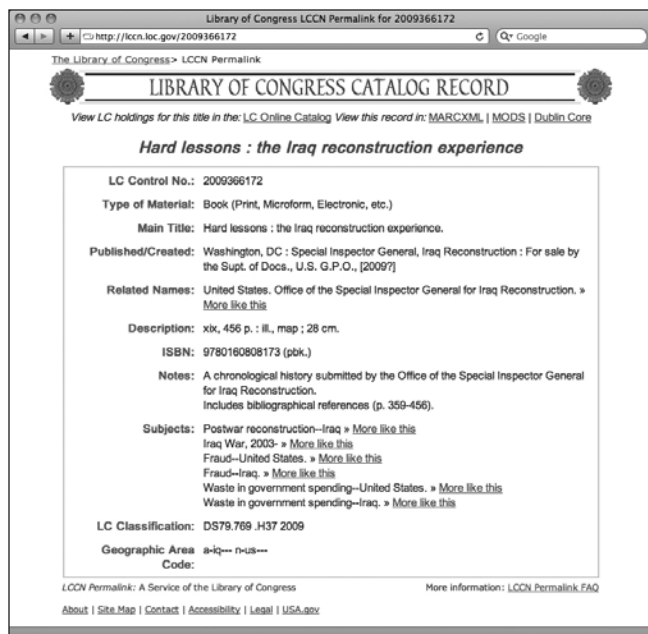 Library of Congress LCCN Permalink for 2009366172
http://lccn.loc.gov/2009366172
Google
The Library of Congress> LCCN Permalink
LIBRARY OF CONGRESS CATALOG RECORD
View LC holdings for this title in the: LC Online Catalog View this record in: MARCXML | MODS | Dublin Core
Hard lessons : the Iraq reconstruction experience
LC Control No.: 2009366172
Type of Material: Book (Print, Microform, Electronic, etc.)
Main Title: Hard lessons : the Iraq reconstruction experience.
Published/Created: Washington, DC : Special Inspector General, Iraq Reconstruction : For sale by
the Supt. of Docs., U.S. G.P.O., [2009?]
Related Names: United States. Office of the Special Inspector General for Iraq Reconstruction. »
More like this
Description: xix, 456 p. : ill., map ; 28 cm.
ISBN: 9780160808173 (pbk.)
Notes: A chronological history submitted by the Office of the Special Inspector General
for Iraq Reconstruction.
Includes bibliographical references (p. 359-456).
Subjects: Postwar reconstruction--Iraq » More like this
Iraq War, 2003- » More like this
Fraud--United States. » More like this
Fraud--Iraq. » More like this
Waste in government spending--United States. » More like this
Waste in government spending--Iraq. » More like this
LC Classification: DS79.769 .H37 2009
Geographic Area a-iq--- n-us---
Code:
LCCN Permalink: A Service of the Library of Congress More information: LCCN Permalink FAQ
About | Site Map | Contact | Accessibility | Legal | USA.gov